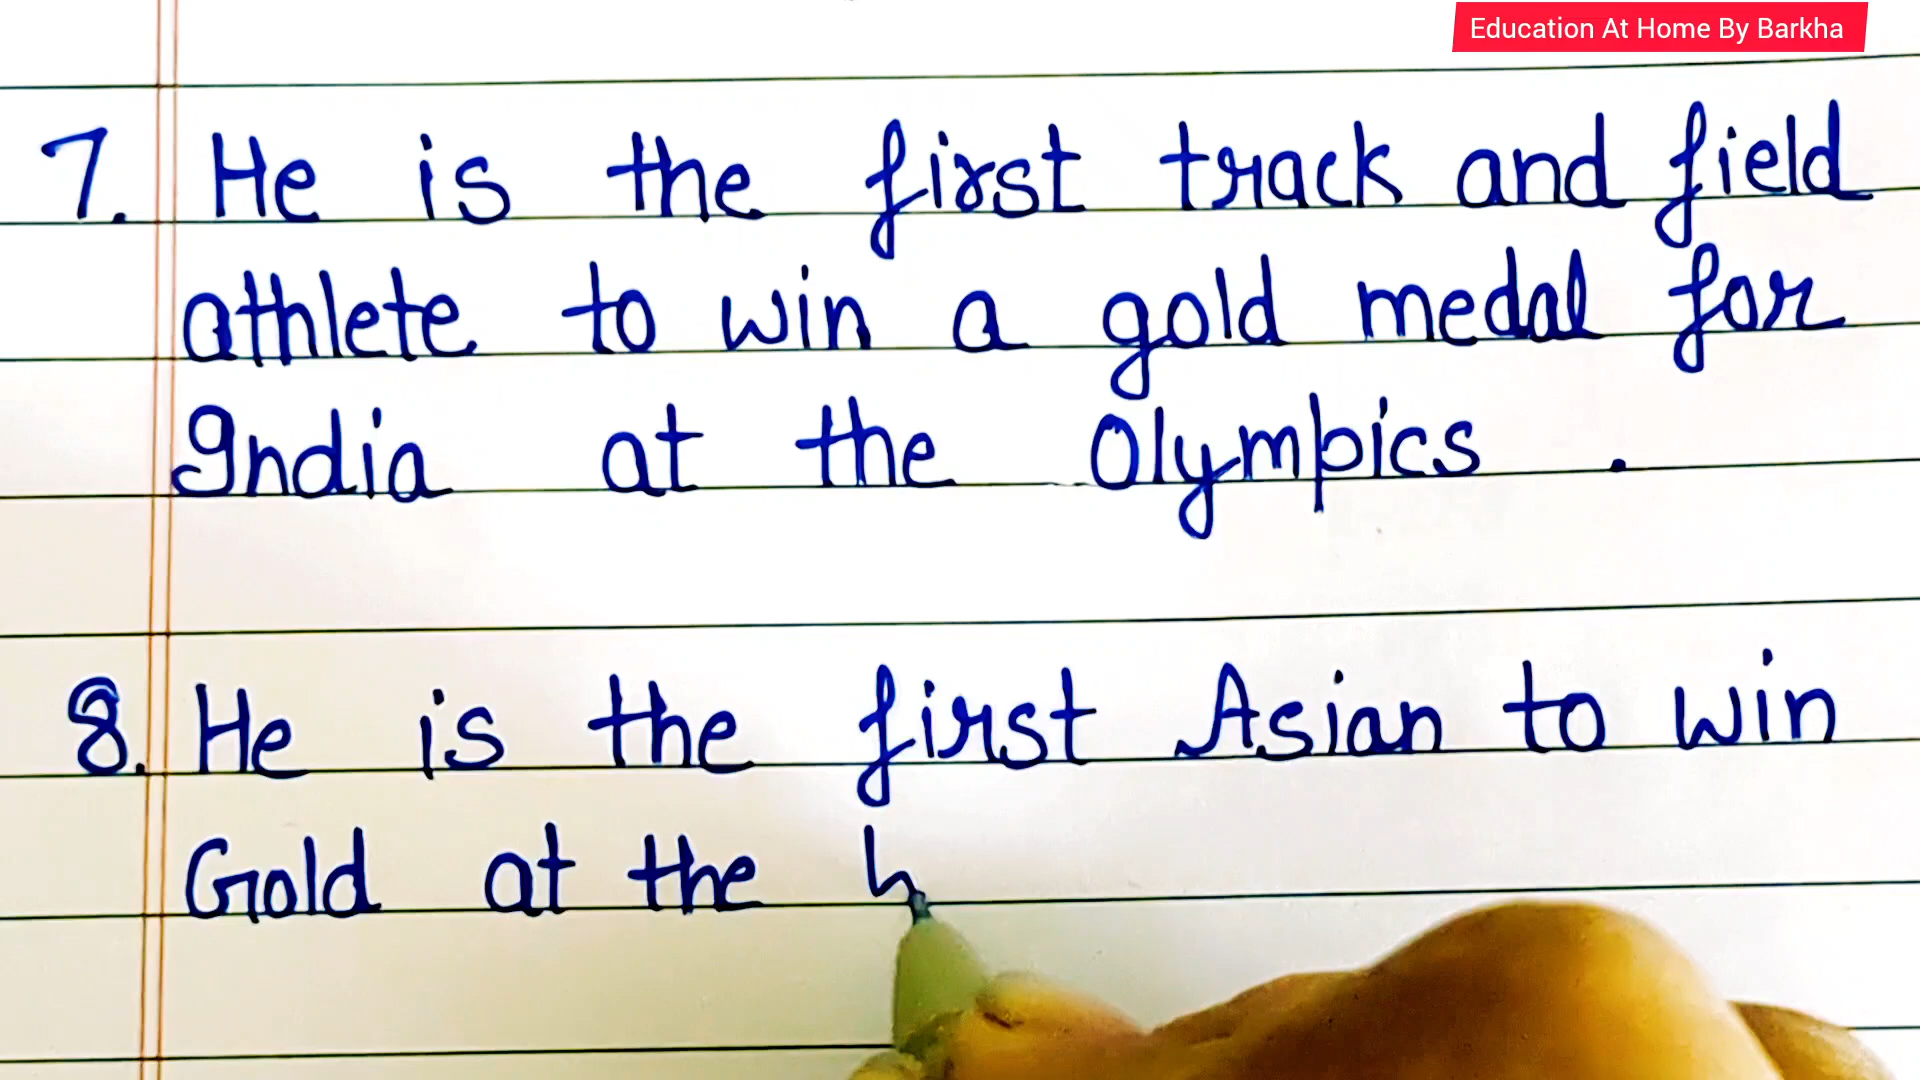 Education At Home By Barkha
7. He is the first track and field
athlete to win a gold medal for
India at the Olympics .
8. He is the first Asian to win
Gold at the